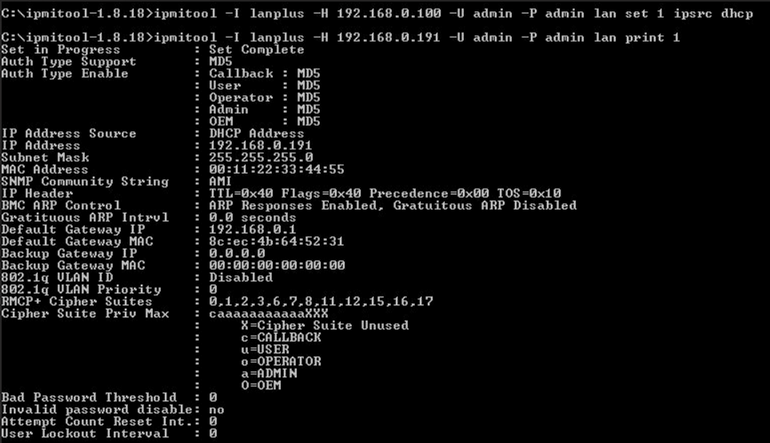 C:\ipmitool-1.8.18>ipmitool -I lanplus -H 192.168.0.100 -U admin -P admin lan set 1 ipsrc dhcp
C:\ipmitool-1.8.18>ipmitool -I lanplus -H 192.168.0.191 -U admin -P admin lan print 1
Set in Progress         : Set Complete
Auth Type Support       : MD5
Auth Type Enable        : Callback : MD5
                        : User     : MD5
                        : Operator : MD5
                        : Admin    : MD5
                        : OEM      : MD5
IP Address Source       : DHCP Address
IP Address              : 192.168.0.191
Subnet Mask             : 255.255.255.0
MAC Address             : 00:11:22:33:44:55
SNMP Community String   : AMI
IP Header               : TTL=0x40 Flags=0x40 Precedence=0x00 TOS=0x10
BMC ARP Control         : ARP Responses Enabled, Gratuitous ARP Disabled
Gratituous ARP Intrvl   : 0.0 seconds
Default Gateway IP      : 192.168.0.1
Default Gateway MAC     : 8c:ec:4b:64:52:31
Backup Gateway IP       : 0.0.0.0
Backup Gateway MAC      : 00:00:00:00:00:00
802.1q VLAN ID          : Disabled
802.1q VLAN Priority    : 0
RMCP+ Cipher Suites     : 0,1,2,3,6,7,8,11,12,15,16,17
Cipher Suite Priv Max   : caaaaaaaaaaaXXX
                        :     X=Cipher Suite Unused
                        :     c=CALLBACK
                        :     u=USER
                        :     o=OPERATOR
                        :     a=ADMIN
                        :     O=OEM
Bad Password Threshold  : 0
Invalid password disable: no
Attempt Count Reset Int.: 0
User Lockout Interval   : 0